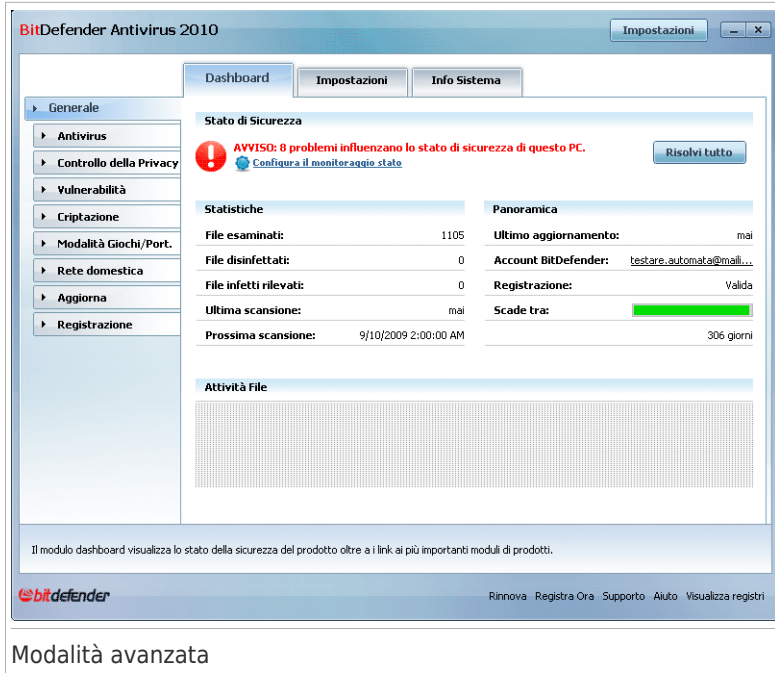 BitDefender Antivirus 2010
Impostazioni
Dashboard Impostazioni Info Sistema
Generale
Antivirus
Controllo della Privacy
Vulnerabilità
Criptazione
Modalità Giochi/Port.
Rete domestica
Aggiorna
Registrazione
Stato di Sicurezza
AVVISO: 8 problemi influenzano lo stato di sicurezza di questo PC.
Configura il monitoraggio stato
Risolvi tutto
Statistiche
File esaminati: 1105
File disinfettati: 0
File infetti rilevati: 0
Ultima scansione: mai
Prossima scansione: 9/10/2009 2:00:00 AM
Panoramica
Ultimo aggiornamento: mai
Account BitDefender: testare.automata@maili...
Registrazione: Valida
Scade tra:
306 giorni
Attività File
Il modulo dashboard visualizza lo stato della sicurezza del prodotto oltre a i link ai più importanti moduli di prodotti.
bitdefender
Rinnova Registra Ora Supporto Aiuto Visualizza registri
Modalità avanzata